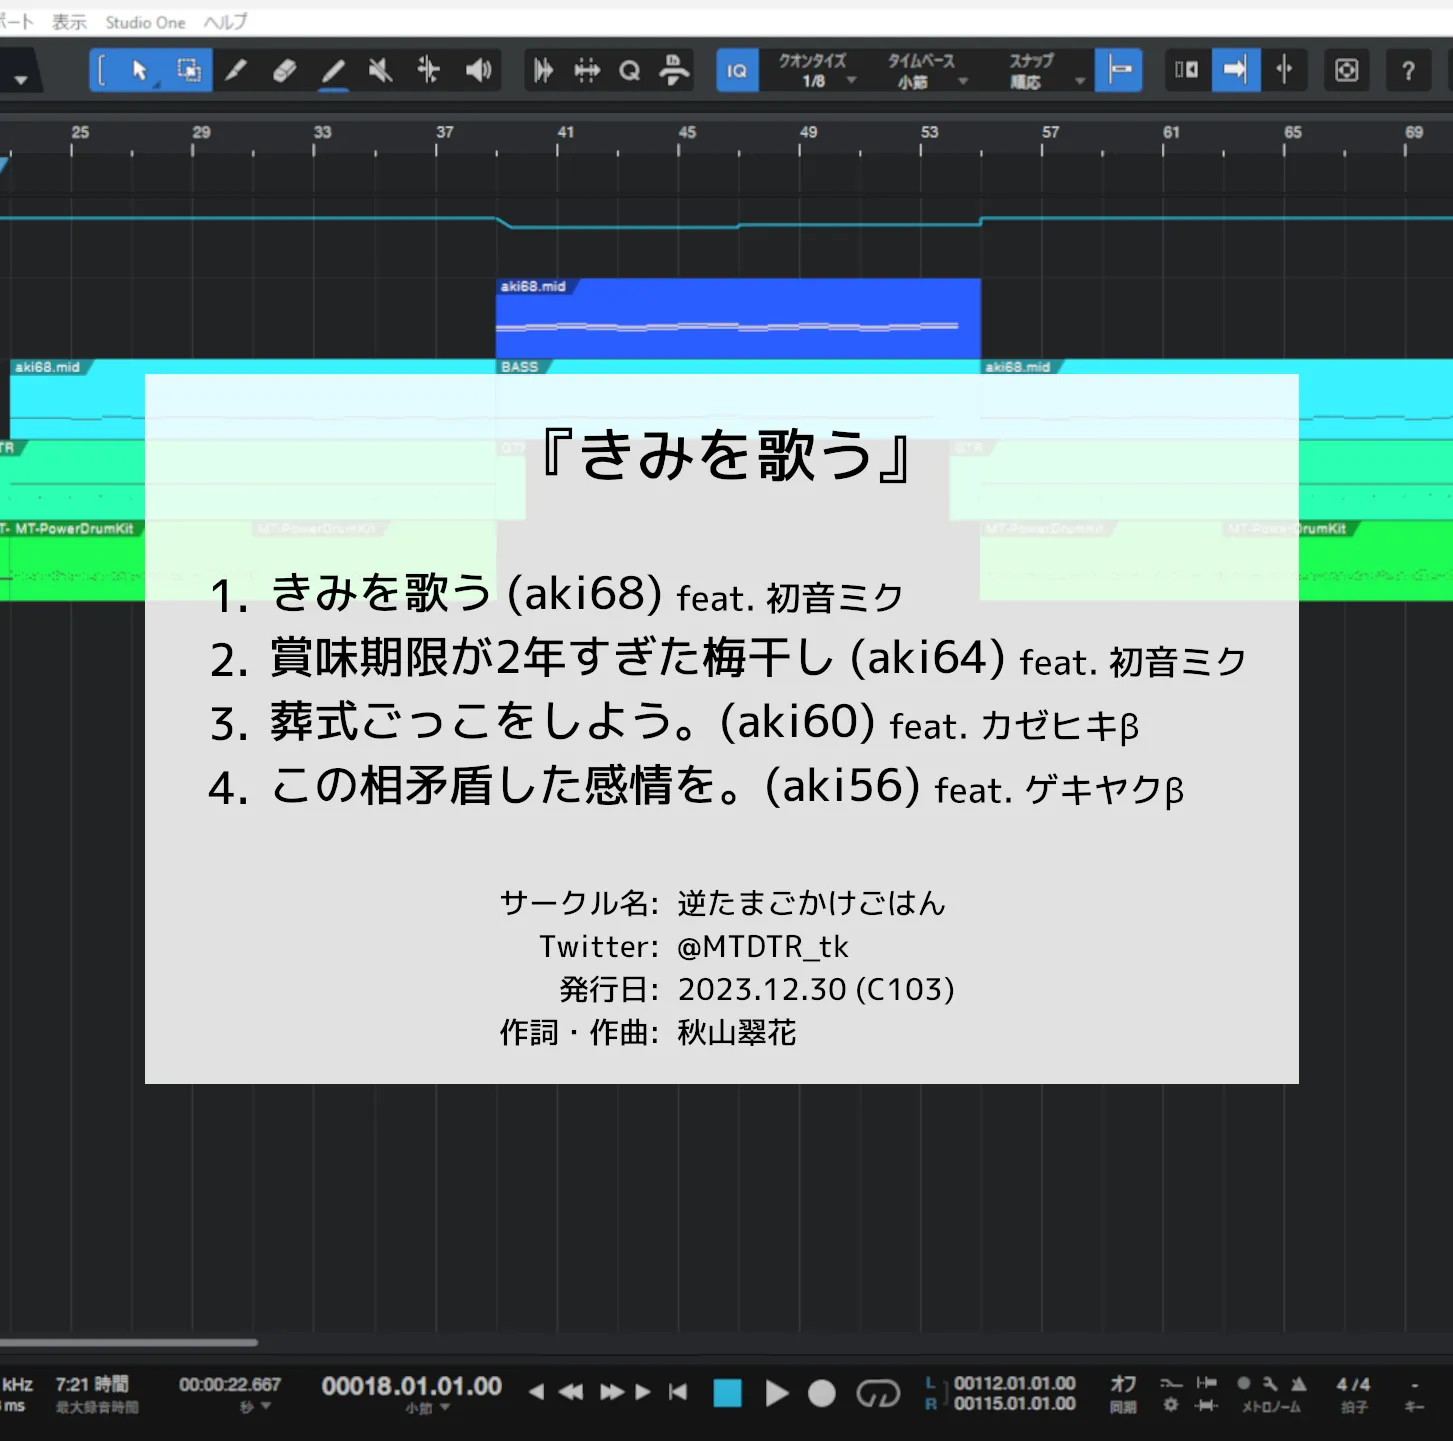 ポート 表示 Studio One ヘルプ
IQ クオンタイズ 1/8 タイムベース 小節 スナップ 順応 ?
25 29 33 37 41 45 49 53 57 61 65 69
aki68.mid
aki68.mid BASS aki68.mid
『きみを歌う』
TR GTR GTR
MT-PowerDrumKit MT-PowerDrumKit MT-PowerDrumKit MT-PowerDrumKit
1. きみを歌う (aki68) feat. 初音ミク
2. 賞味期限が2年すぎた梅干し (aki64) feat. 初音ミク
3. 葬式ごっこをしよう。(aki60) feat. カゼヒキβ
4. この相矛盾した感情を。(aki56) feat. ゲキヤクβ
サークル名: 逆たまごかけごはん
Twitter: @MTDTR_tk
発行日: 2023.12.30 (C103)
作詞・作曲: 秋山翠花
kHz 7:21 時間 00:00:22.667 00018.01.01.00 L 00112.01.01.00 オフ 4 / 4 -
ms 最大録音時間 秒 小節 R 00115.01.01.00 同期 メトロノーム 拍子 キー